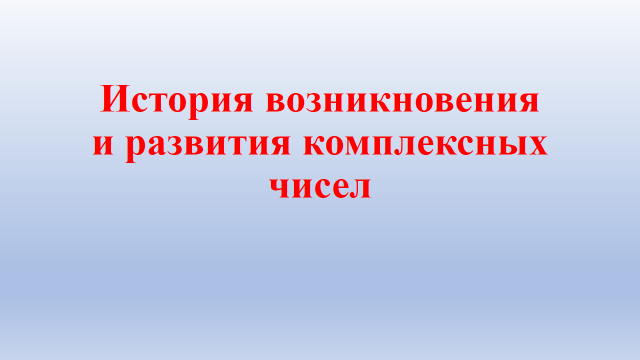 История возникновения
и развития комплексных
чисел